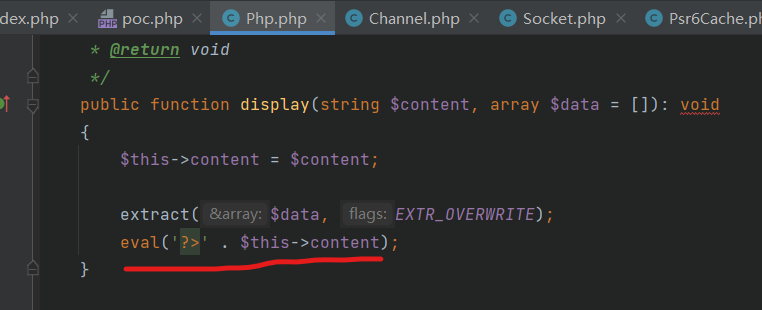 dex.php × poc.php × Php.php × Channel.php × Socket.php × Psr6Cache.php
* @return void
*/
public function display(string $content, array $data = []): void
{
$this->content = $content;
extract( &array: $data, flags: EXTR_OVERWRITE);
eval('?>' . $this->content);
}